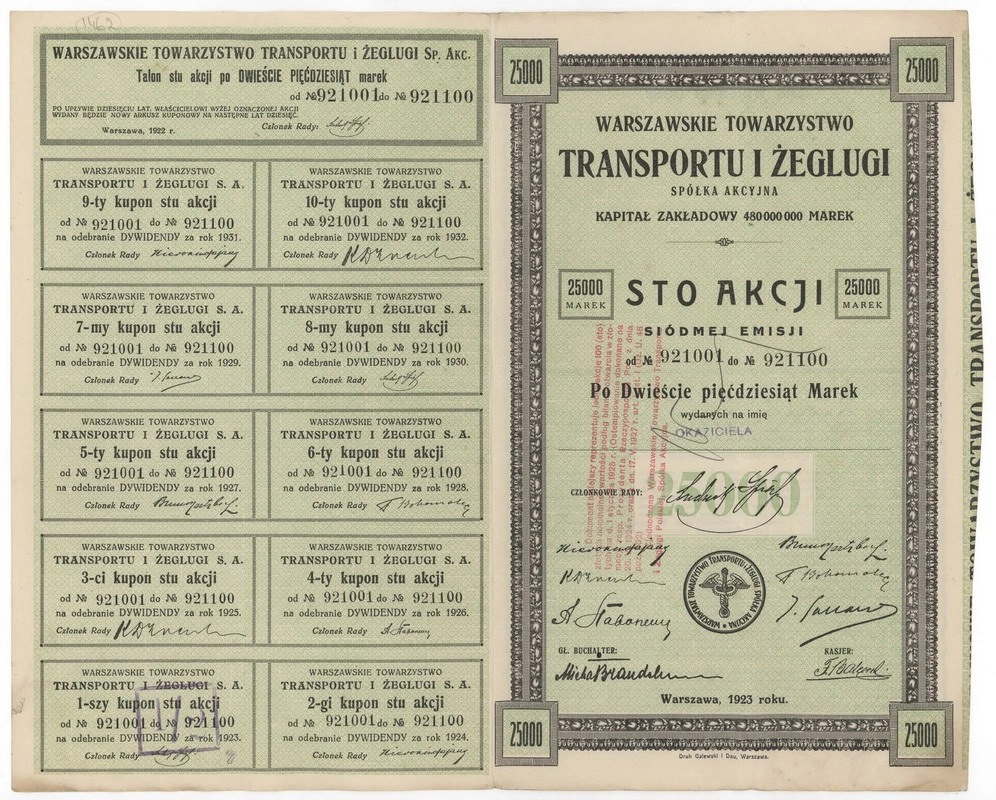 1462
WARSZAWSKIE TOWARZYSTWO TRANSPORTU i ŻEGLUGI Sp. Akc.
Talon stu akcji po DWIEŚCIE PIĘĆDZIESIĄT marek
od № 921001 do № 921100
PO UPŁYWIE DZIESIĘCIU LAT, WŁAŚCICIELOWI WYŻEJ OZNACZONEJ AKCJI
WYDANY BĘDZIE NOWY ARKUSZ KUPONOWY NA NASTĘPNE LAT DZIESIĘĆ.
Warszawa, 1922 r.
Członek Rady:
WARSZAWSKIE TOWARZYSTWO
TRANSPORTU I ŻEGLUGI S. A.
9-ty kupon stu akcji
od № 921001 do № 921100
na odebranie DYWIDENDY za rok 1931.
Członek Rady
WARSZAWSKIE TOWARZYSTWO
TRANSPORTU I ŻEGLUGI S. A.
10-ty kupon stu akcji
od № 921001 do № 921100
na odebranie DYWIDENDY za rok 1932.
Członek Rady
WARSZAWSKIE TOWARZYSTWO
TRANSPORTU I ŻEGLUGI S. A.
7-my kupon stu akcji
od № 921001 do № 921100
na odebranie DYWIDENDY za rok 1929.
Członek Rady
WARSZAWSKIE TOWARZYSTWO
TRANSPORTU I ŻEGLUGI S. A.
8-my kupon stu akcji
od № 921001 do № 921100
na odebranie DYWIDENDY za rok 1930.
Członek Rady
WARSZAWSKIE TOWARZYSTWO
TRANSPORTU I ŻEGLUGI S. A.
5-ty kupon stu akcji
od № 921001 do № 921100
na odebranie DYWIDENDY za rok 1927.
Członek Rady
WARSZAWSKIE TOWARZYSTWO
TRANSPORTU I ŻEGLUGI S. A.
6-ty kupon stu akcji
od № 921001 do № 921100
na odebranie DYWIDENDY za rok 1928.
Członek Rady
WARSZAWSKIE TOWARZYSTWO
TRANSPORTU I ŻEGLUGI S. A.
3-ci kupon stu akcji
od № 921001 do № 921100
na odebranie DYWIDENDY za rok 1925.
Członek Rady
WARSZAWSKIE TOWARZYSTWO
TRANSPORTU I ŻEGLUGI S. A.
4-ty kupon stu akcji
od № 921001 do № 921100
na odebranie DYWIDENDY za rok 1926.
Członek Rady
WARSZAWSKIE TOWARZYSTWO
TRANSPORTU I ŻEGLUGI S. A.
1-szy kupon stu akcji
od № 921001 do № 921100
na odebranie DYWIDENDY za rok 1923.
Członek Rady
WARSZAWSKIE TOWARZYSTWO
TRANSPORTU I ŻEGLUGI S. A.
2-gi kupon stu akcji
od № 921001 do № 921100
na odebranie DYWIDENDY za rok 1924.
Członek Rady
25000
25000
WARSZAWSKIE TOWARZYSTWO
TRANSPORTU I ŻEGLUGI
SPÓŁKA AKCYJNA
KAPITAŁ ZAKŁADOWY 480 000 000 MAREK
25000 MAREK
STO AKCJI
25000 MAREK
SIÓDMEJ EMISJI
od № 921001 do № 921100
Po Dwieście pięćdziesiąt Marek
wydanych na imię
OKAZICIELA
25000
CZŁONKOWIE RADY:
WARSZAWSKIE TOWARZYSTWO TRANSPORTU I ŻEGLUGI SPÓŁKA AKCYJNA
GŁ. BUCHALTER:
KASJER:
Warszawa, 1923 roku.
25000
25000
Druk Galewski i Dau, Warszawa.
TOWARZYSTWO TRANSPORTU